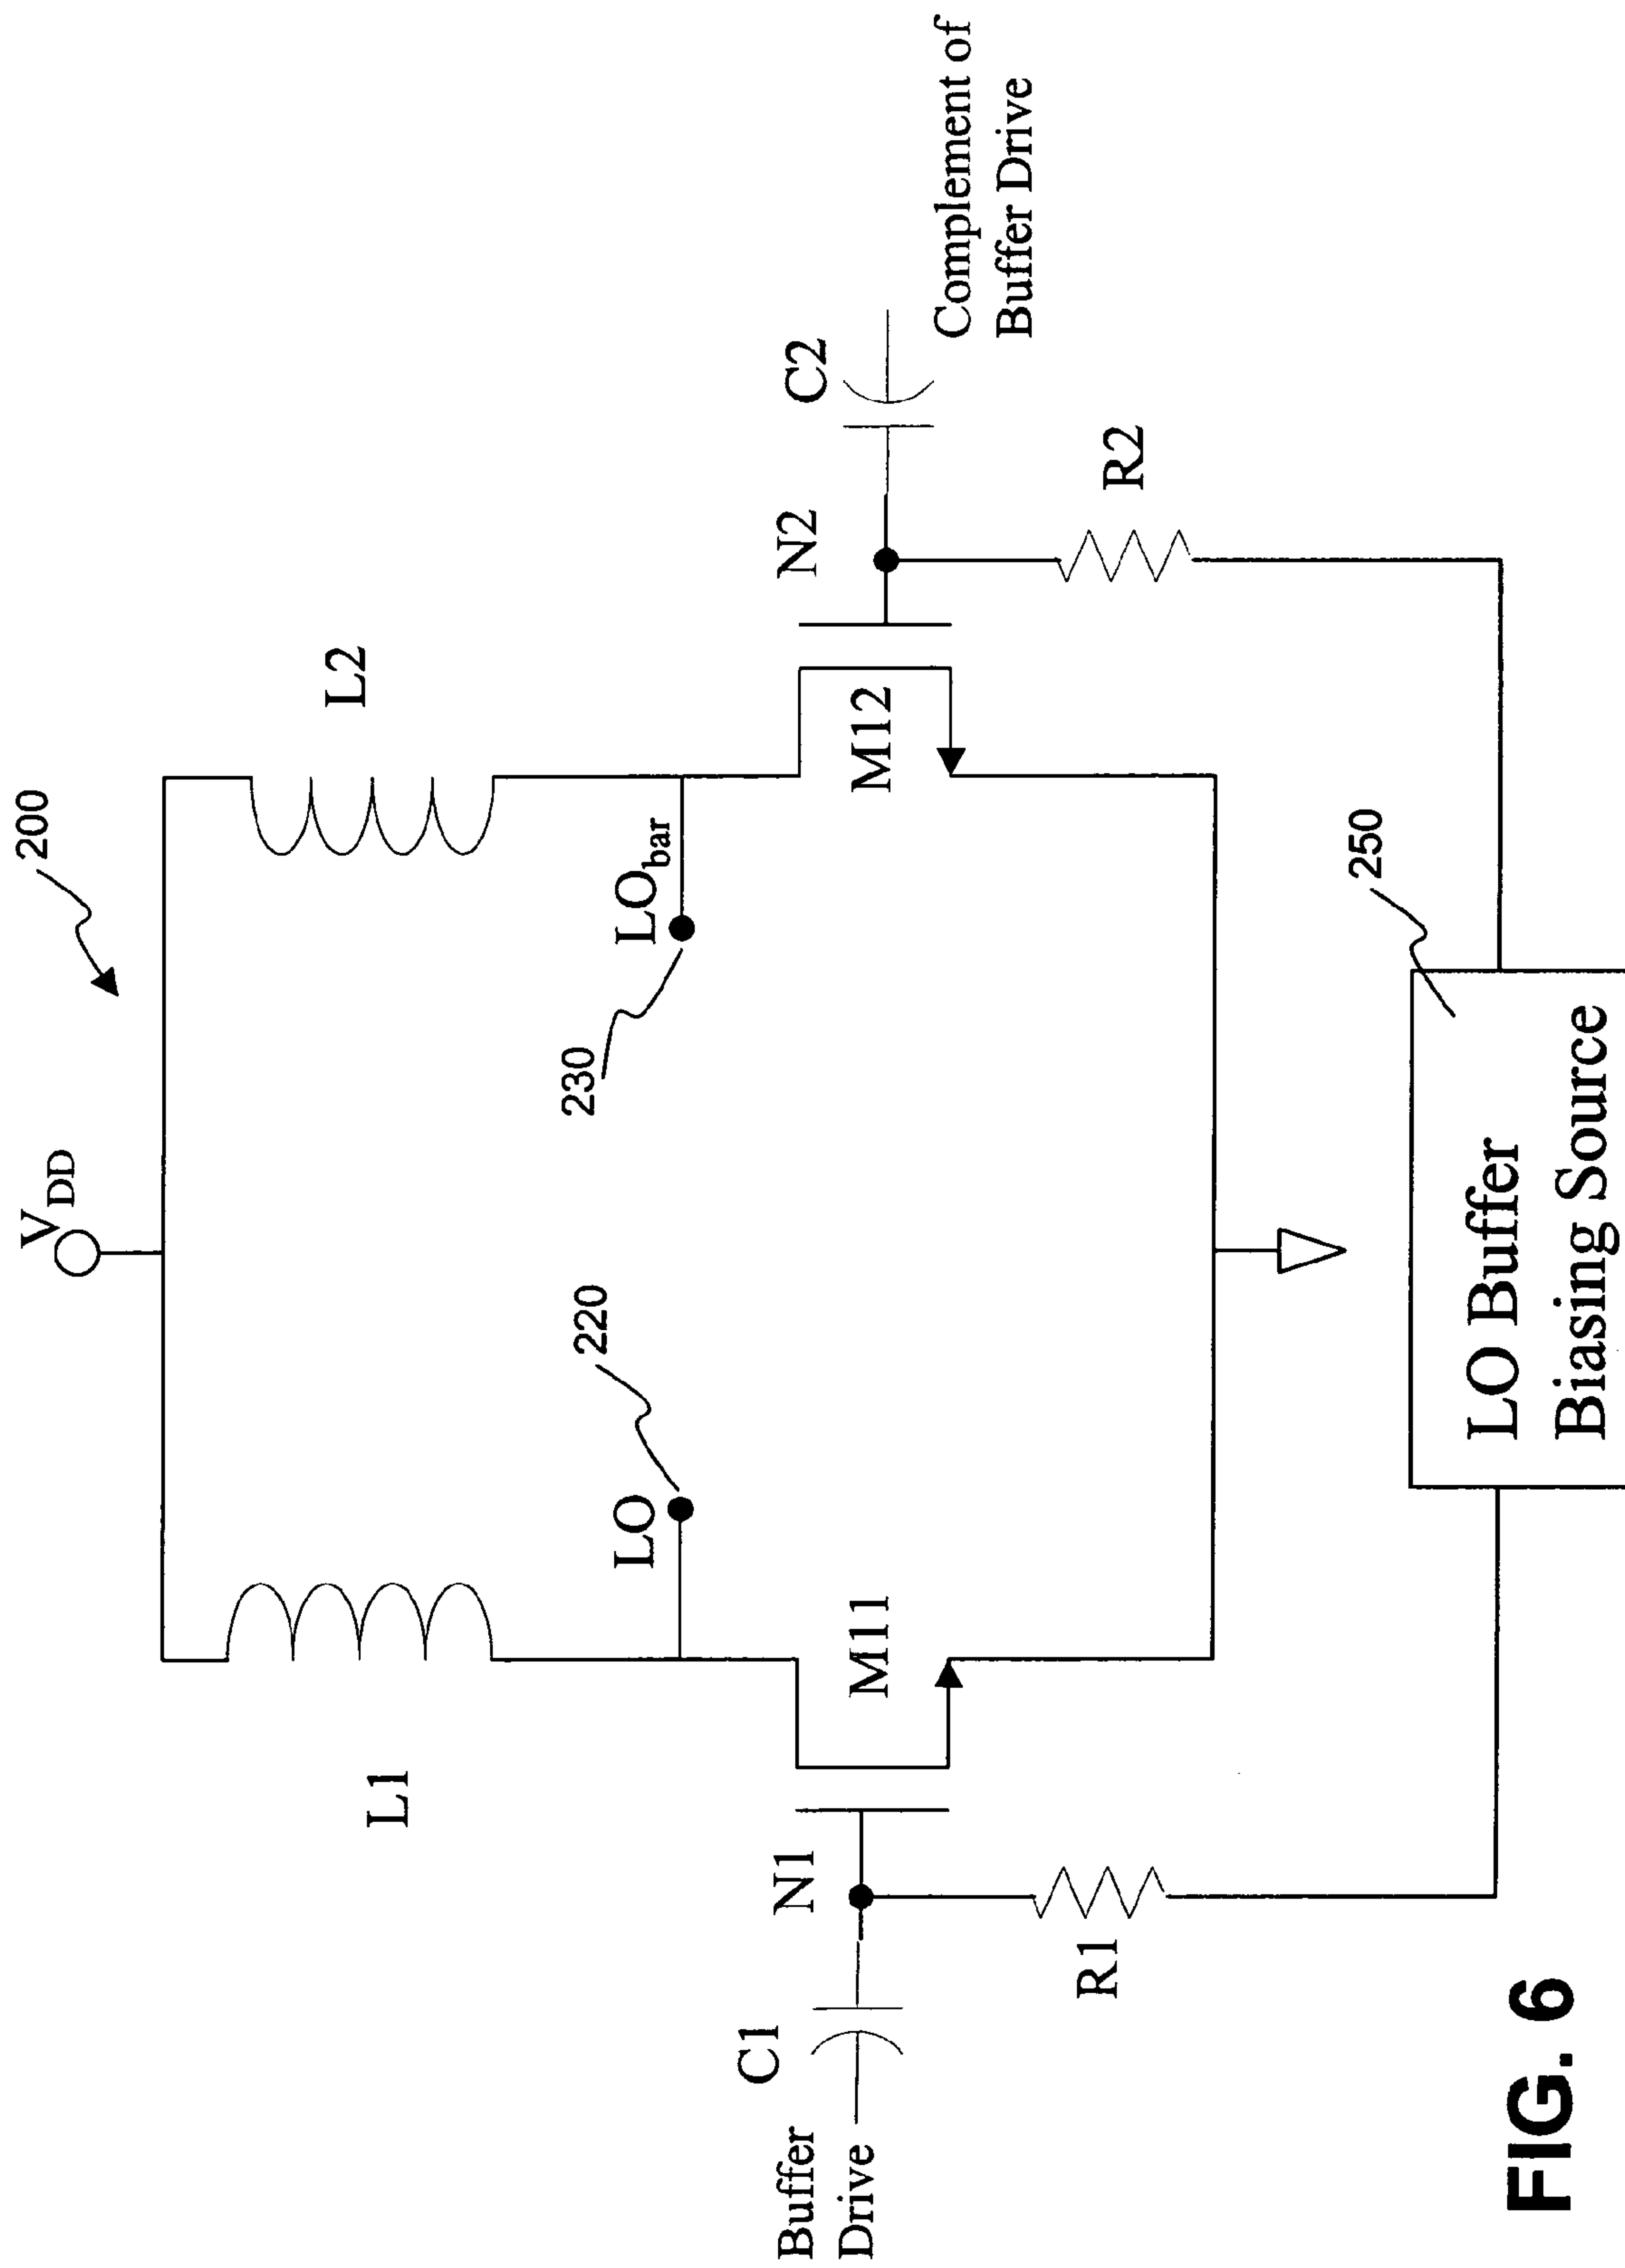 200
V_DD
L1
L2
220
230
LO
LO_bar
Buffer
Drive
C1
N1
M11
M12
N2
C2
Complement of
Buffer Drive
R1
R2
250
LO Buffer
Biasing Source
FIG. 6